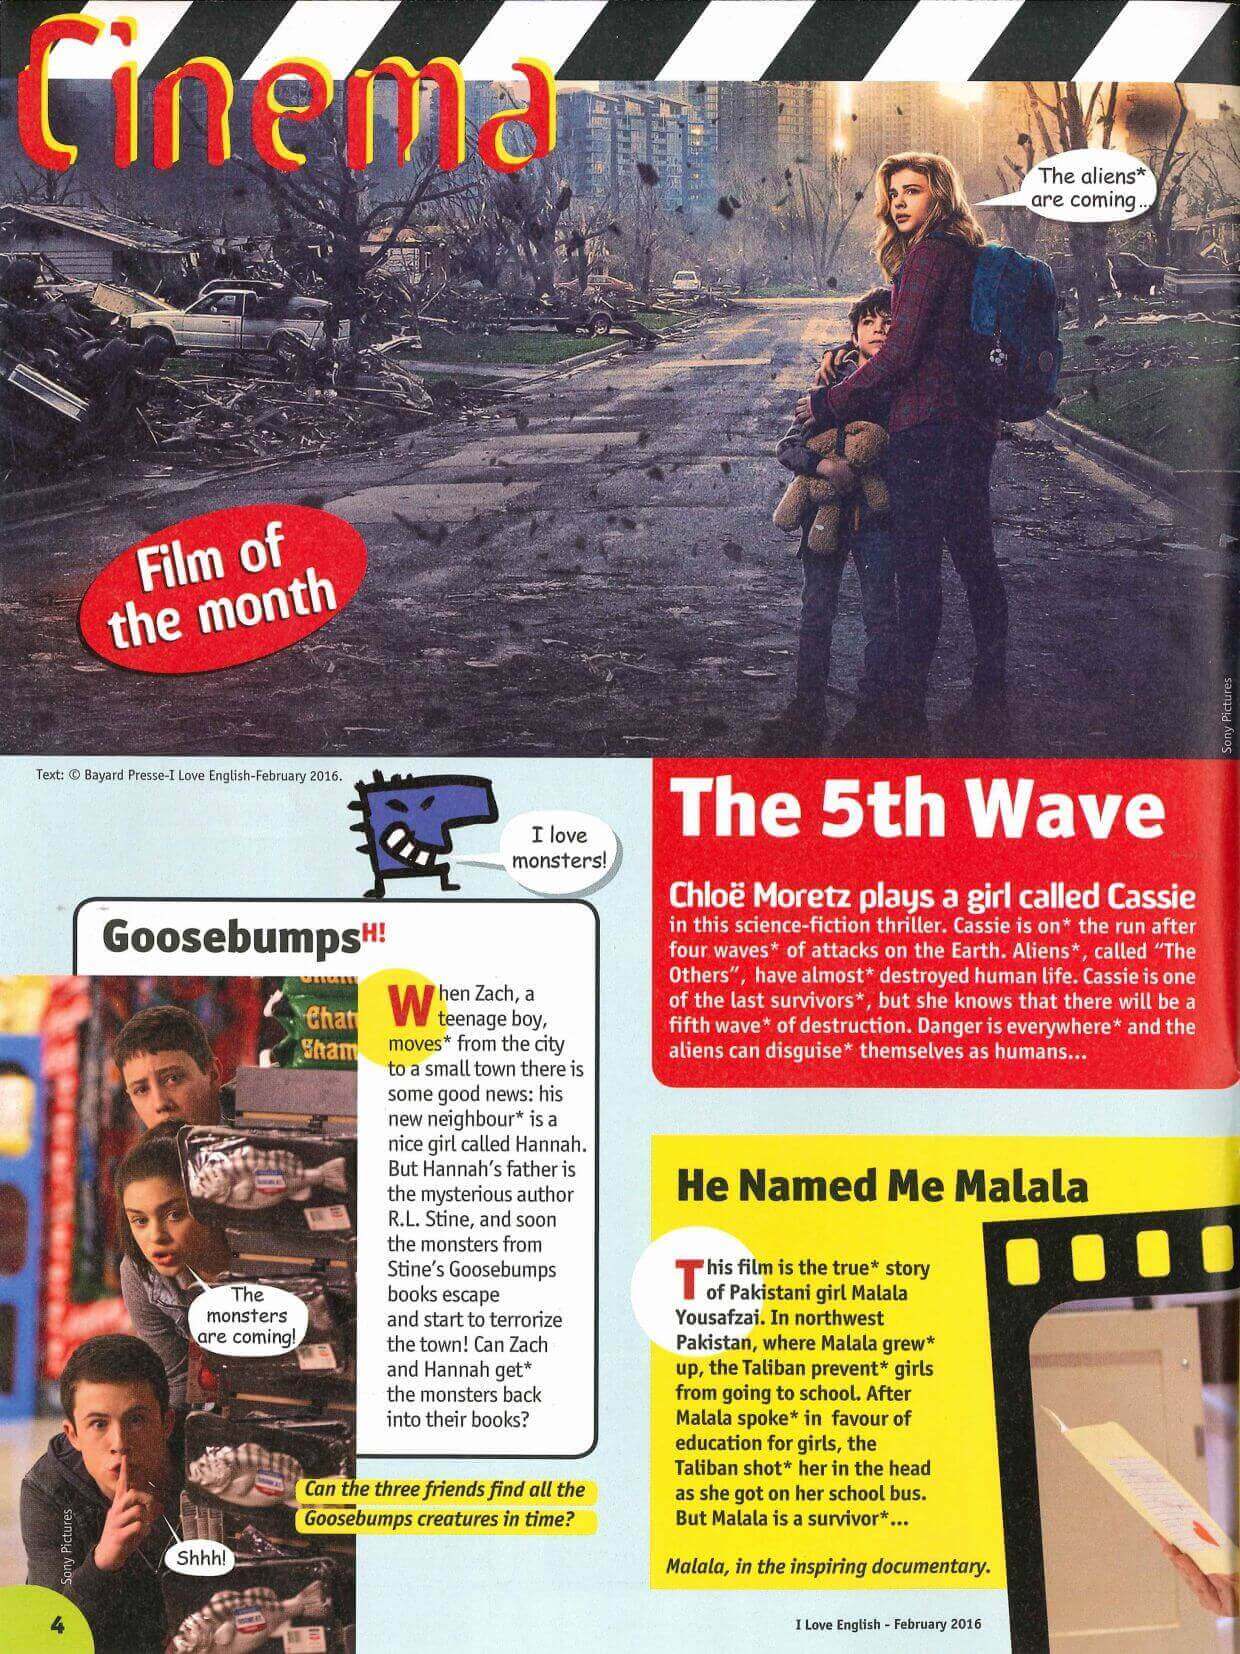 Cinema
The aliens*
are coming...
Film of
the month
Sony Pictures
Text: © Bayard Presse-I Love English-February 2016.
I love
monsters!
The 5th Wave
Chloë Moretz plays a girl called Cassie
in this science-fiction thriller. Cassie is on* the run after
four waves* of attacks on the Earth. Aliens*, called “The
Others”, have almost* destroyed human life. Cassie is one
of the last survivors*, but she knows that there will be a
fifth wave* of destruction. Danger is everywhere* and the
aliens can disguise* themselves as humans...
GoosebumpsH!
When Zach, a
teenage boy,
moves* from the city
to a small town there is
some good news: his
new neighbour* is a
nice girl called Hannah.
But Hannah’s father is
the mysterious author
R.L. Stine, and soon
the monsters from
Stine’s Goosebumps
books escape
and start to terrorize
the town! Can Zach
and Hannah get*
the monsters back
into their books?
The
monsters
are coming!
Shhh!
Sony Pictures
Can the three friends find all the
Goosebumps creatures in time?
He Named Me Malala
This film is the true* story
of Pakistani girl Malala
Yousafzai. In northwest
Pakistan, where Malala grew*
up, the Taliban prevent* girls
from going to school. After
Malala spoke* in favour of
education for girls, the
Taliban shot* her in the head
as she got on her school bus.
But Malala is a survivor*...
Malala, in the inspiring documentary.
4
I Love English - February 2016